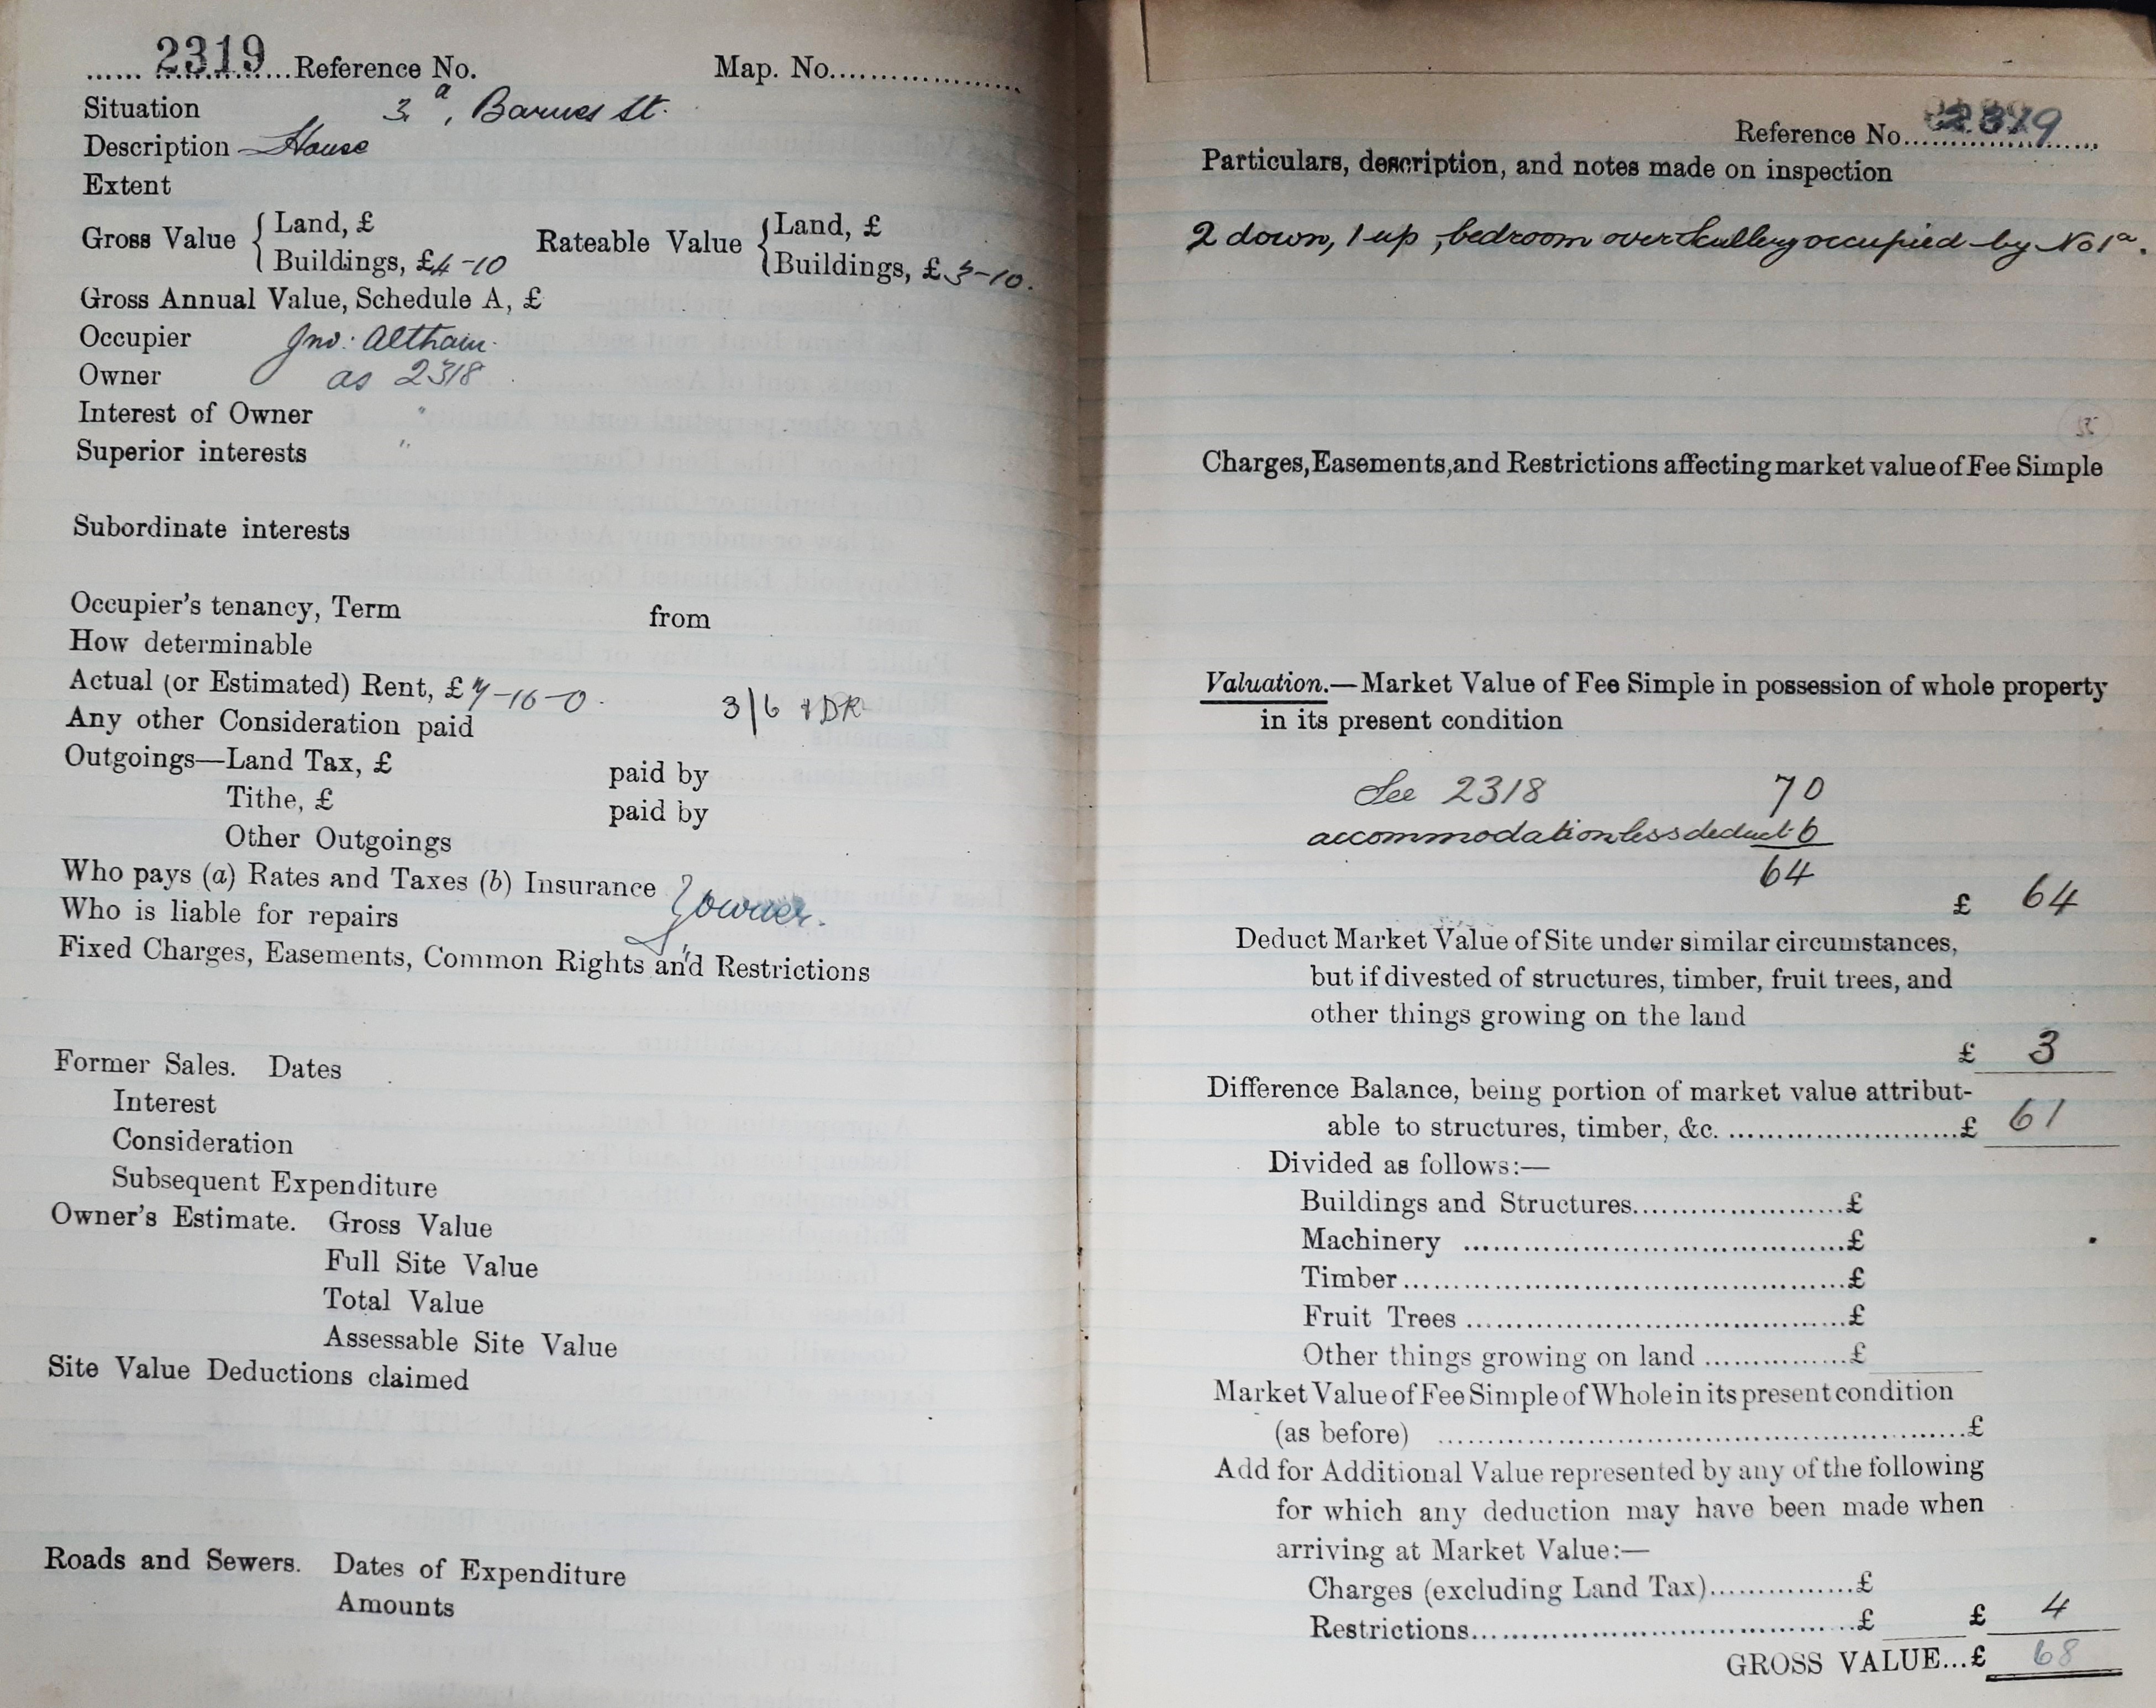 ...... 2319 ............Reference No. Map. No.....................
Situation 3ª, Barnes St.
Description House
Extent
Gross Value { Land, £ Rateable Value { Land, £
Buildings, £4-10 Buildings, £3-10.
Gross Annual Value, Schedule A, £
Occupier Jno: Altham.
Owner as 2318
Interest of Owner "
Superior interests "
Subordinate interests
Occupier's tenancy, Term from
How determinable
Actual (or Estimated) Rent, £ 7-16-0. 3/6 & DR
Any other Consideration paid
Outgoings—Land Tax, £ paid by
Tithe, £ paid by
Other Outgoings
Who pays (a) Rates and Taxes (b) Insurance } owner.
Who is liable for repairs "
Fixed Charges, Easements, Common Rights and Restrictions
Former Sales. Dates
Interest
Consideration
Subsequent Expenditure
Owner's Estimate. Gross Value
Full Site Value
Total Value
Assessable Site Value
Site Value Deductions claimed
Roads and Sewers. Dates of Expenditure
Amounts
Reference No. 2319
Particulars, description, and notes made on inspection
2 down, 1 up, bedroom over scullery occupied by No 1ª.
Charges, Easements, and Restrictions affecting market value of Fee Simple
Valuation.—Market Value of Fee Simple in possession of whole property
in its present condition
See 2318 70
accommodation less deduct 6
64
£ 64
Deduct Market Value of Site under similar circumstances,
but if divested of structures, timber, fruit trees, and
other things growing on the land
£ 3
Difference Balance, being portion of market value attribut-
able to structures, timber, &c. ........................£ 61
Divided as follows:—
Buildings and Structures......................£
Machinery .......................................£
Timber............................................£
Fruit Trees ......................................£
Other things growing on land ...............£
Market Value of Fee Simple of Whole in its present condition
(as before) .....................................................£
Add for Additional Value represented by any of the following
for which any deduction may have been made when
arriving at Market Value:—
Charges (excluding Land Tax)...............£
Restrictions.......................................£ £ 4
GROSS VALUE...£ 68